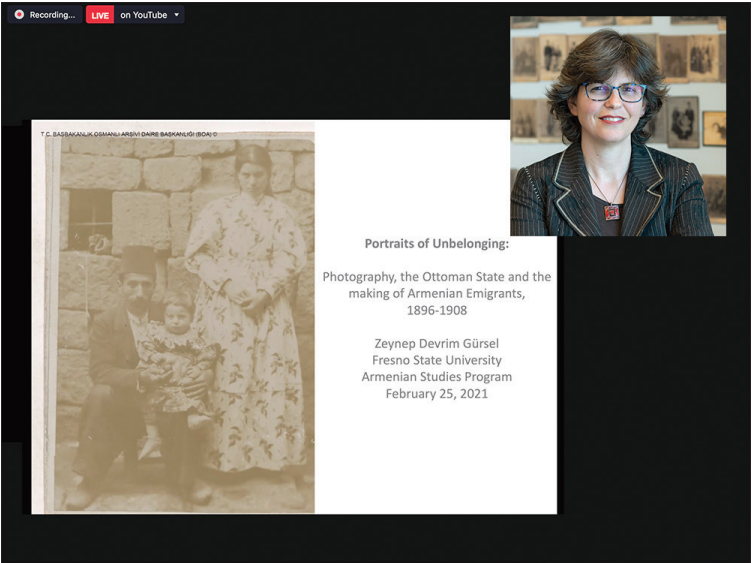 Recording...
LIVE on YouTube
T.C. BASBAKANLIK OSMANLI ARŞİVİ DAİRE BAŞKANLIĞI (BOA) ©
Portraits of Unbelonging:
Photography, the Ottoman State and the
making of Armenian Emigrants,
1896-1908
Zeynep Devrim Gürsel
Fresno State University
Armenian Studies Program
February 25, 2021